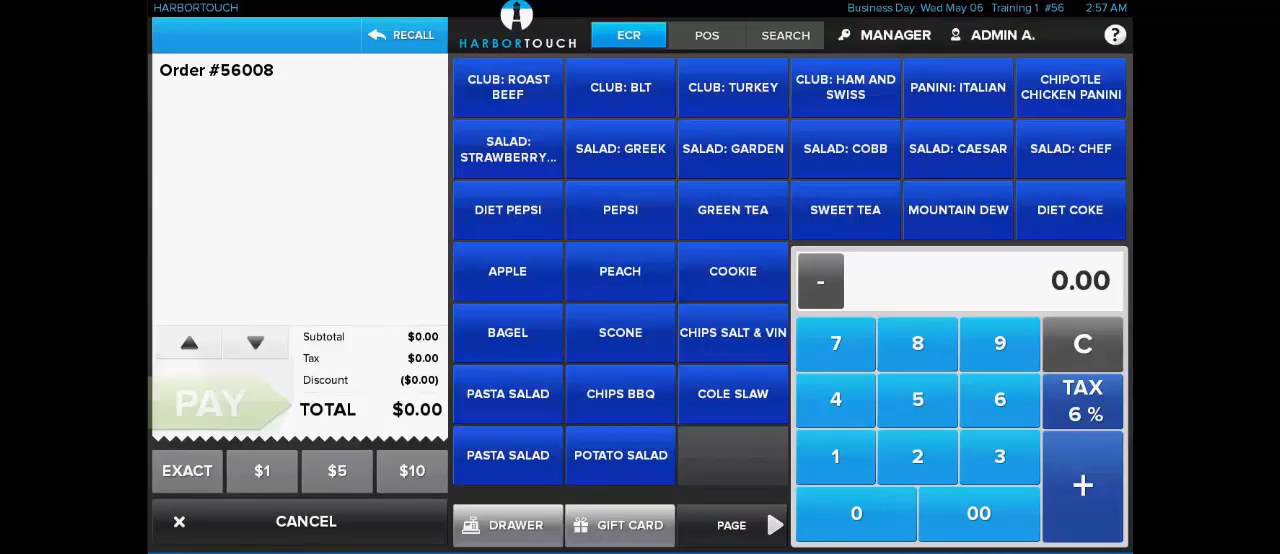 HARBORTOUCH
Business Day: Wed May 06 Training 1 #56 2:57 AM
RECALL
HARBORTOUCH
ECR
POS
SEARCH
MANAGER
ADMIN A.
?
Order #56008
CLUB: ROAST
BEEF
CLUB: BLT
CLUB: TURKEY
CLUB: HAM AND
SWISS
PANINI: ITALIAN
CHIPOTLE
CHICKEN PANINI
SALAD:
STRAWBERRY...
SALAD: GREEK
SALAD: GARDEN
SALAD: COBB
SALAD: CAESAR
SALAD: CHEF
DIET PEPSI
PEPSI
GREEN TEA
SWEET TEA
MOUNTAIN DEW
DIET COKE
APPLE
PEACH
COOKIE
BAGEL
SCONE
CHIPS SALT & VIN
PASTA SALAD
CHIPS BBQ
COLE SLAW
PASTA SALAD
POTATO SALAD
- 0.00
7 8 9 C
4 5 6 TAX
6 %
1 2 3 +
0 00
Subtotal $0.00
Tax $0.00
Discount ($0.00)
PAY
TOTAL $0.00
EXACT $1 $5 $10
CANCEL
DRAWER
GIFT CARD
PAGE